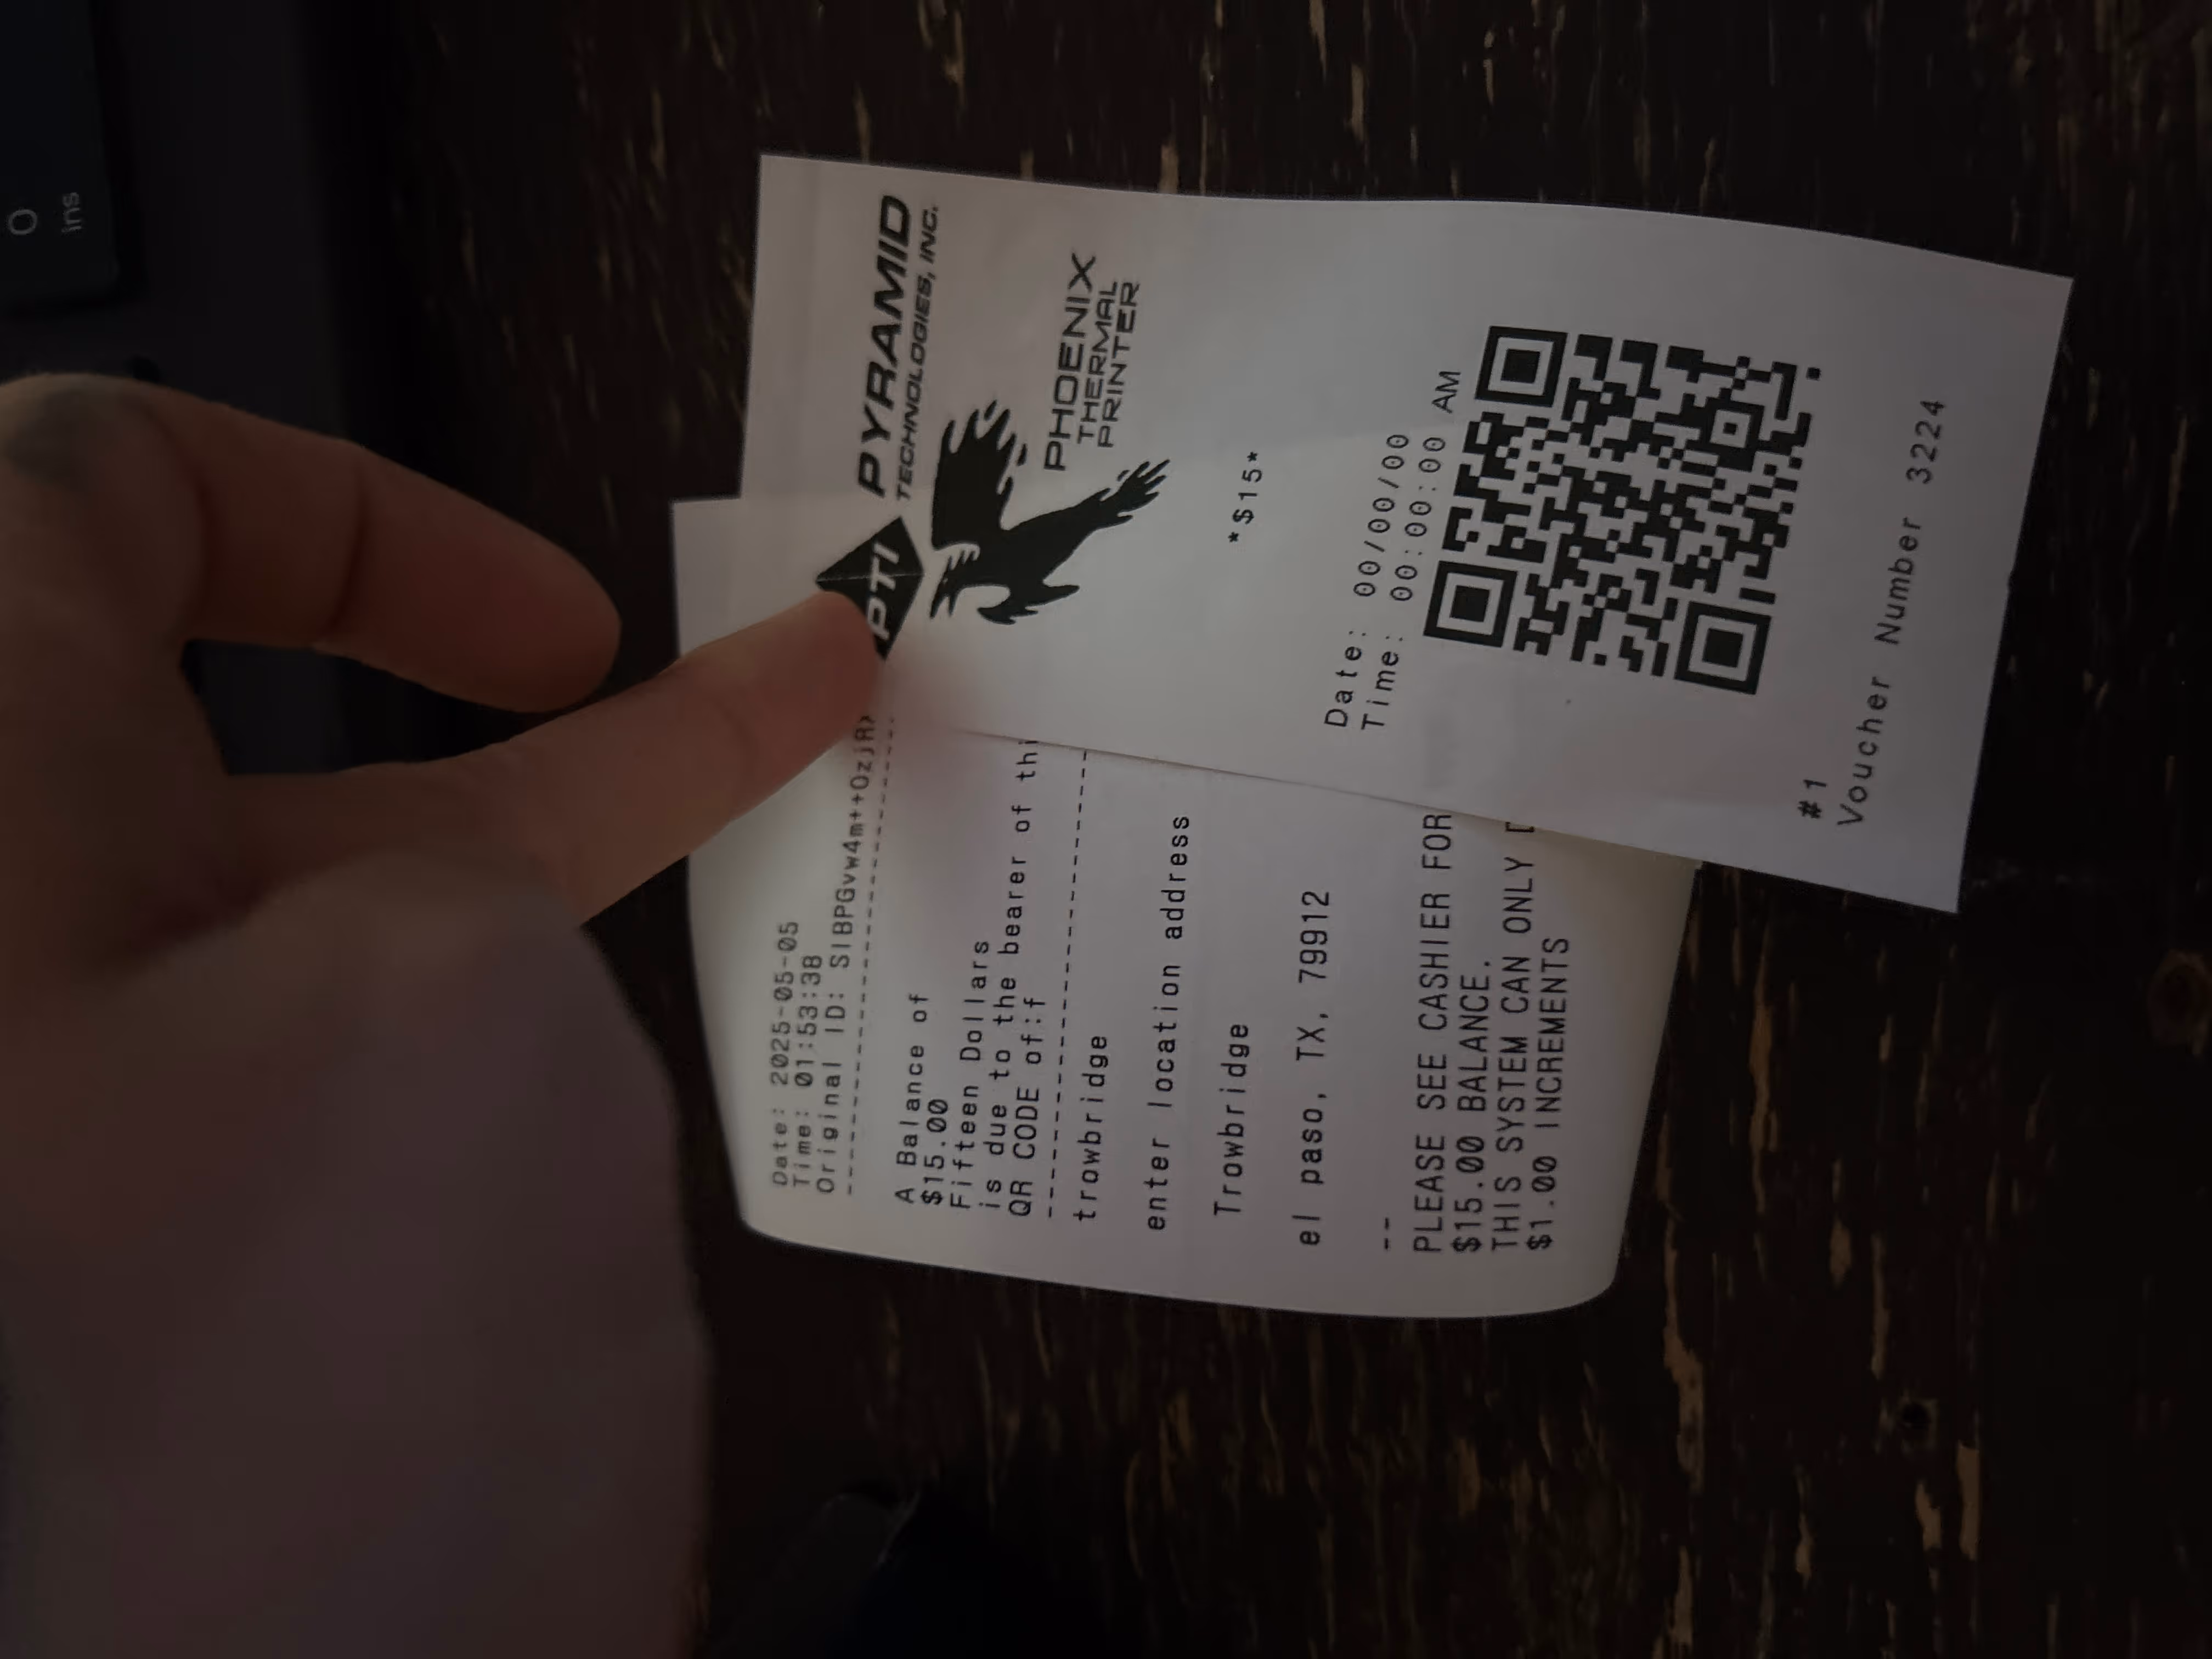 O
Ins
PTI PYRAMID
TECHNOLOGIES, INC.
PHOENIX
THERMAL
PRINTER
*$15*
Date: 00/00/00
Time: 00:00:00 AM
#1
Voucher Number 3224
Date: 2025-05-05
Time: 01:53:38
Original ID:
A Balance of
$15.00
Fifteen Dollars
is due to the bearer of thi
QR CODE of:f
trowbridge
enter location address
Trowbridge
el paso, TX, 79912
--
PLEASE SEE CASHIER FOR
$15.00 BALANCE.
THIS SYSTEM CAN ONLY
$1.00 INCREMENTS